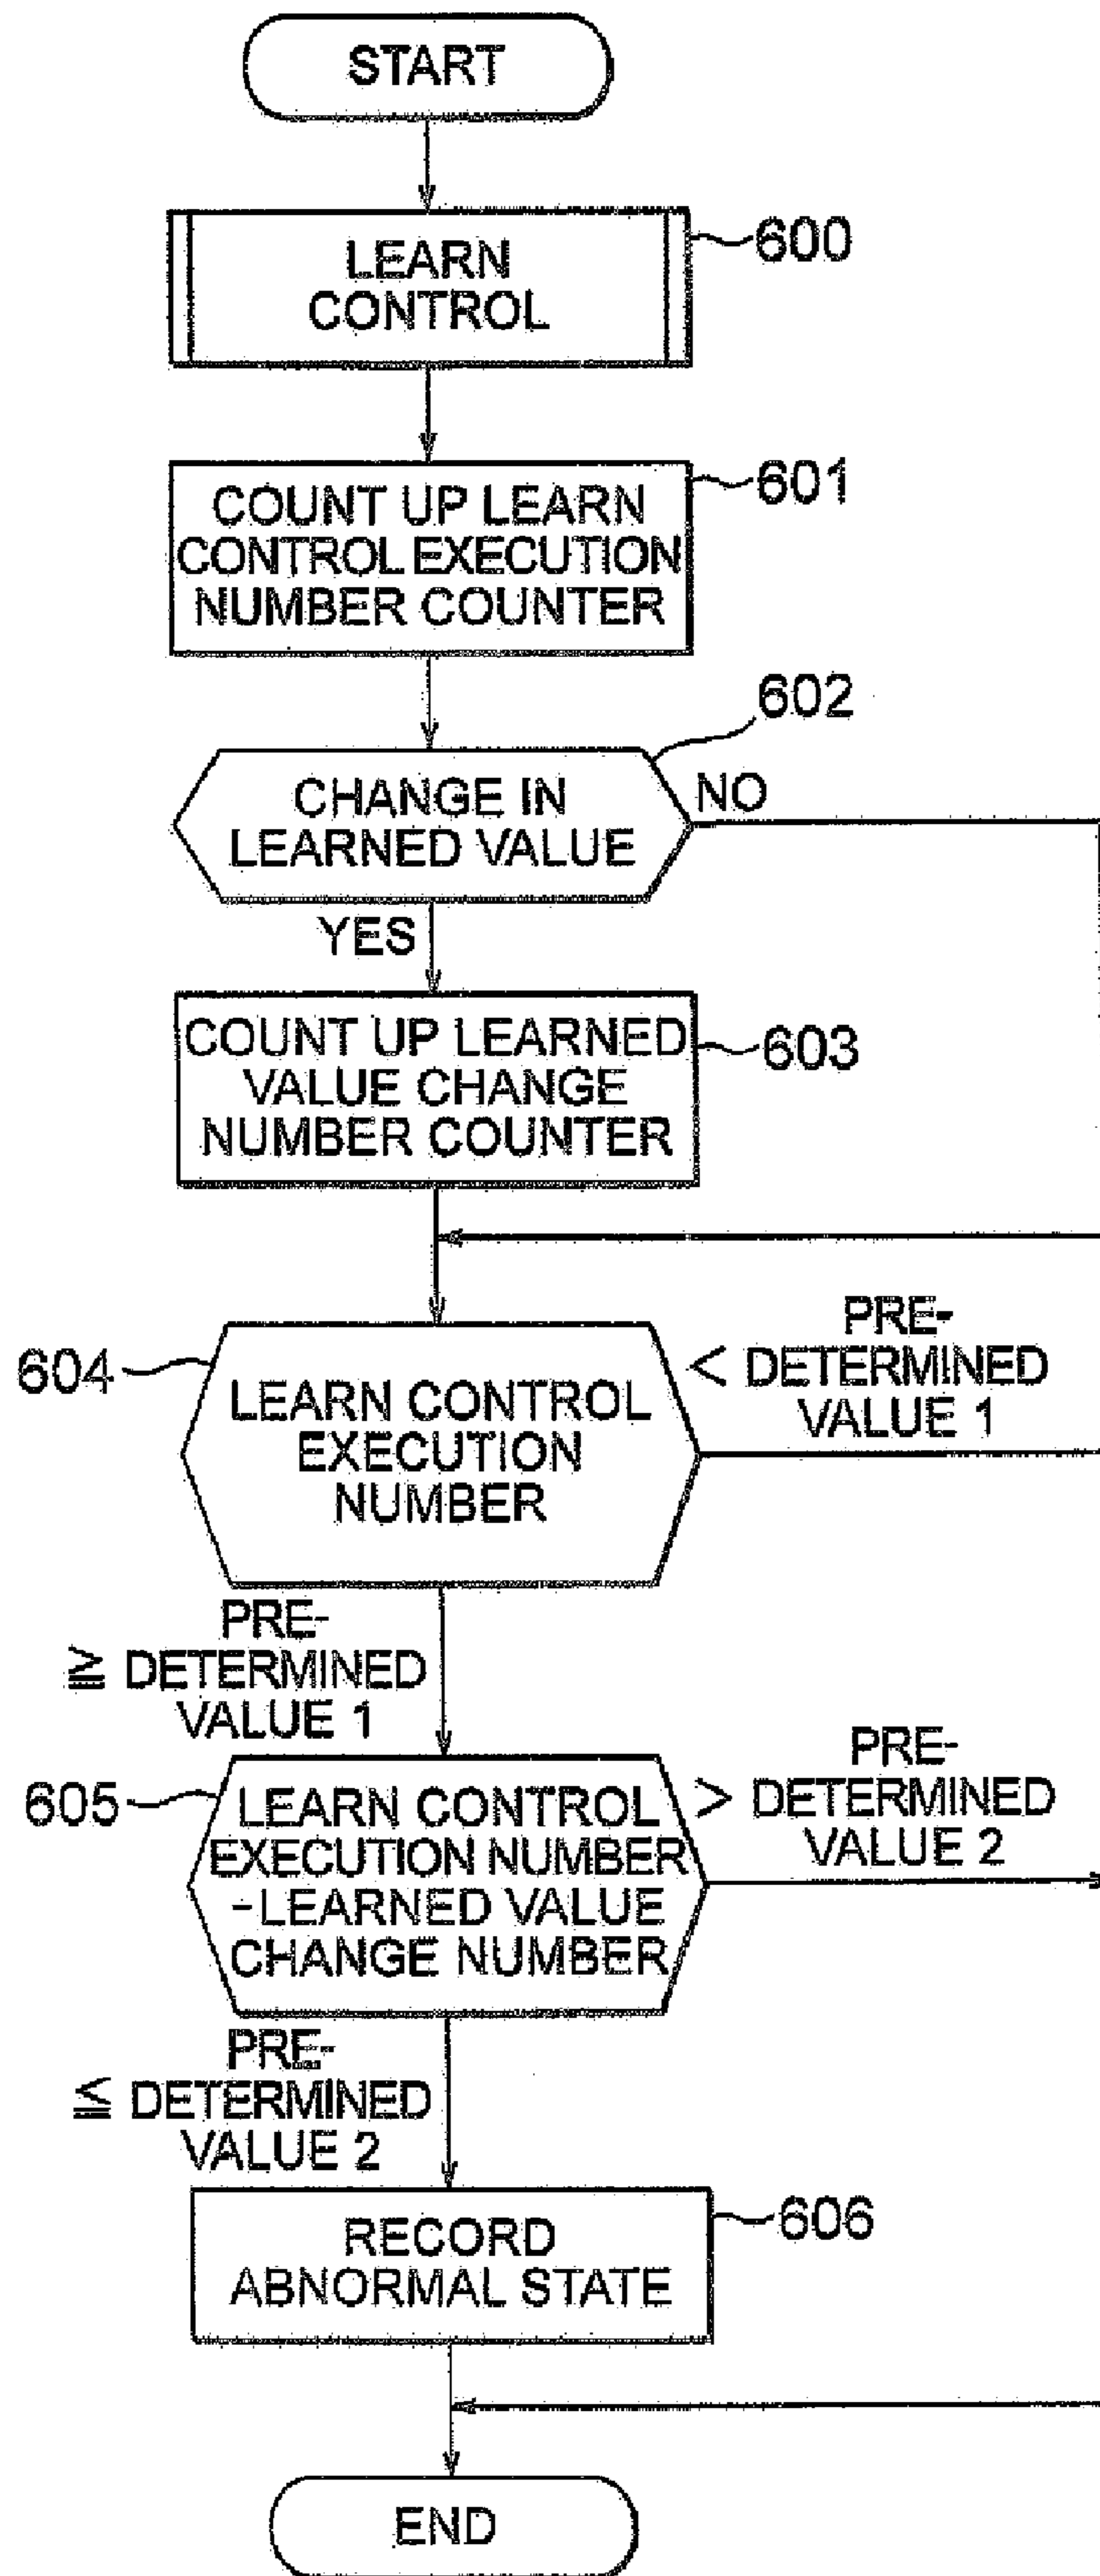 START
LEARN
CONTROL
600
COUNT UP LEARN
CONTROL EXECUTION
NUMBER COUNTER
601
602
CHANGE IN
LEARNED VALUE
NO
YES
COUNT UP LEARNED
VALUE CHANGE
NUMBER COUNTER
603
604
LEARN CONTROL
EXECUTION
NUMBER
PRE-
< DETERMINED
VALUE 1
PRE-
≧ DETERMINED
VALUE 1
605
LEARN CONTROL
EXECUTION NUMBER
-LEARNED VALUE
CHANGE NUMBER
PRE-
> DETERMINED
VALUE 2
PRE-
≦ DETERMINED
VALUE 2
RECORD
ABNORMAL STATE
606
END